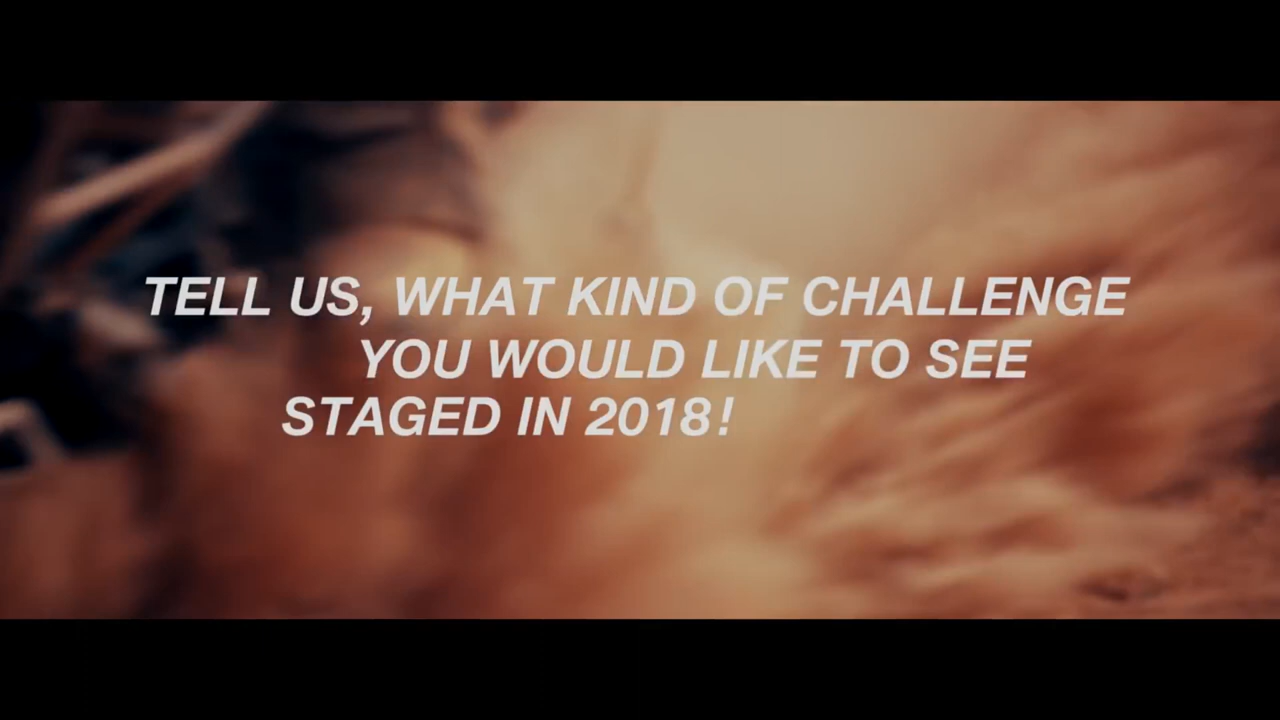 TELL US, WHAT KIND OF CHALLENGE
YOU WOULD LIKE TO SEE
STAGED IN 2018!